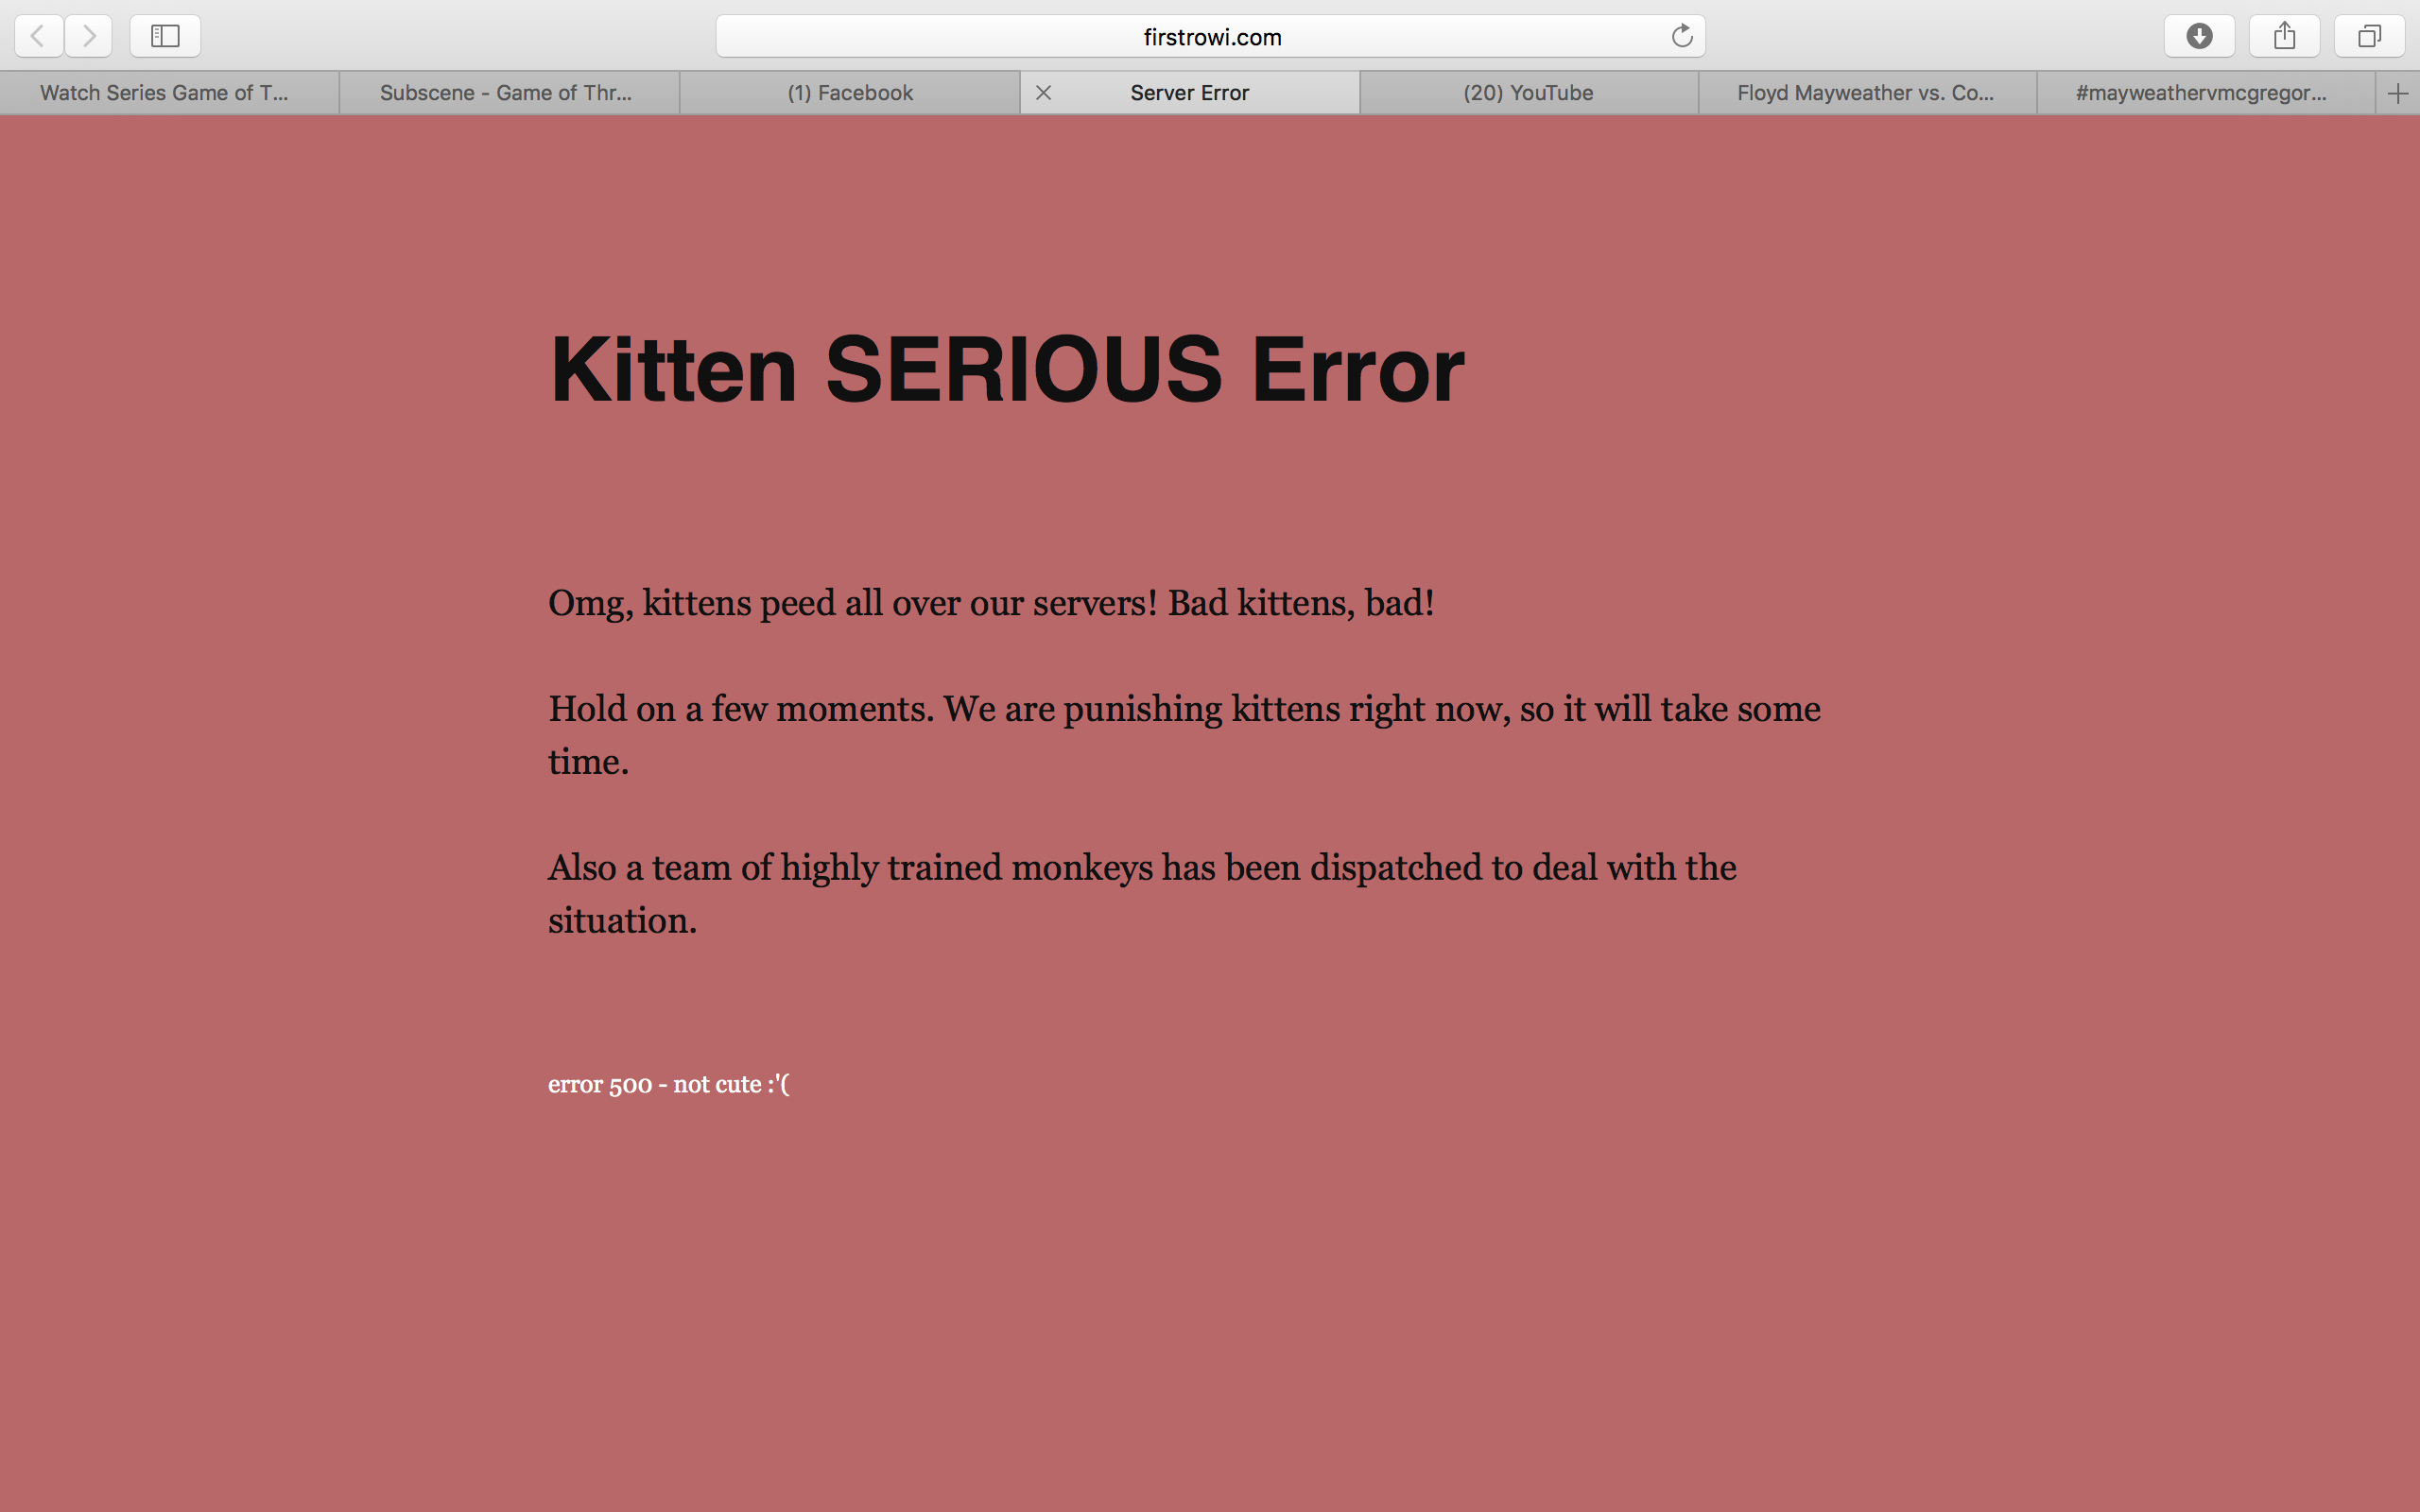 firstrowi.com
Watch Series Game of T...
Subscene - Game of Thr...
(1) Facebook
Server Error
(20) YouTube
Floyd Mayweather vs. Co...
#mayweathervmcgregor...
Kitten SERIOUS Error
Omg, kittens peed all over our servers! Bad kittens, bad!
Hold on a few moments. We are punishing kittens right now, so it will take some
time.
Also a team of highly trained monkeys has been dispatched to deal with the
situation.
error 500 - not cute :'(